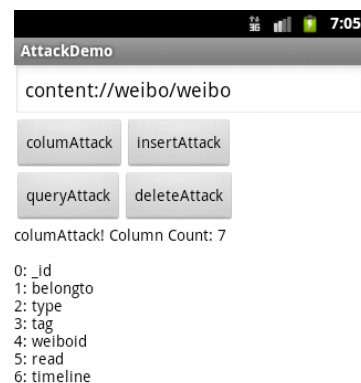 3G 7:05
AttackDemo
content://weibo/weibo
columAttack insertAttack
queryAttack deleteAttack
columAttack! Column Count: 7
0: _id
1: belongto
2: type
3: tag
4: weiboid
5: read
6: timeline